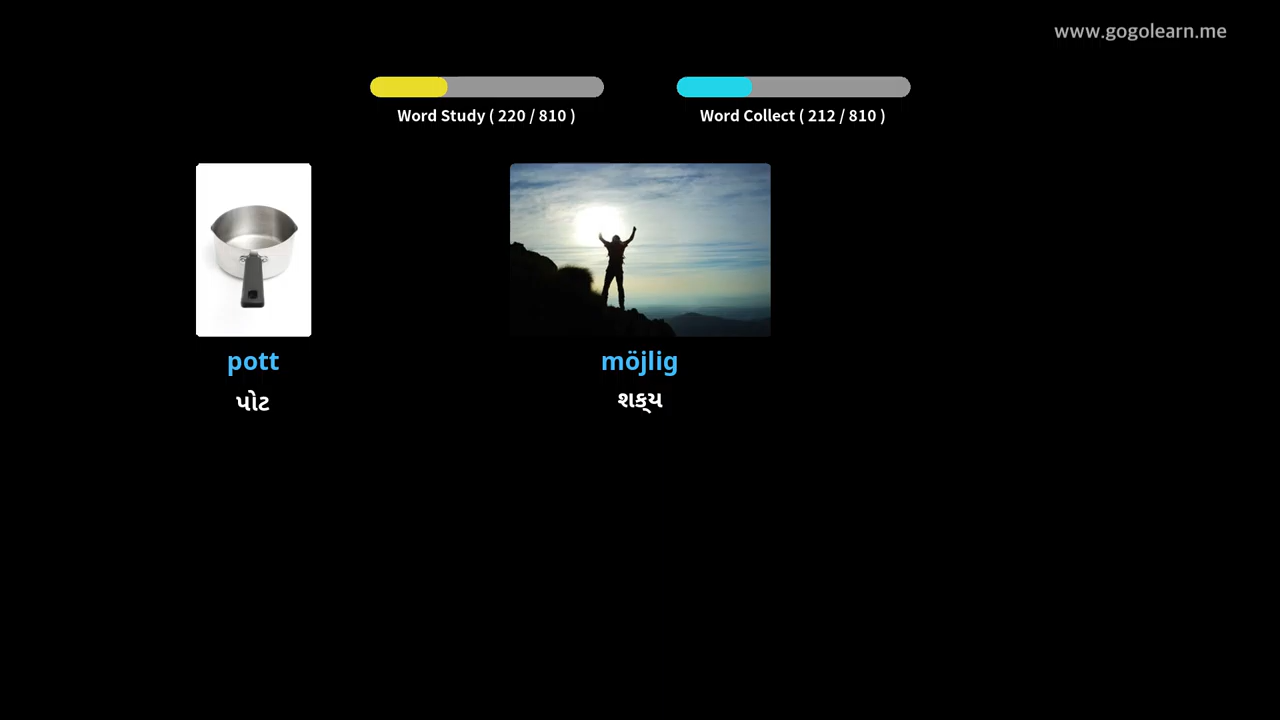 www.gogolearn.me
Word Study ( 220 / 810 )
Word Collect ( 212 / 810 )
pott
પોટ
möjlig
શક્ય